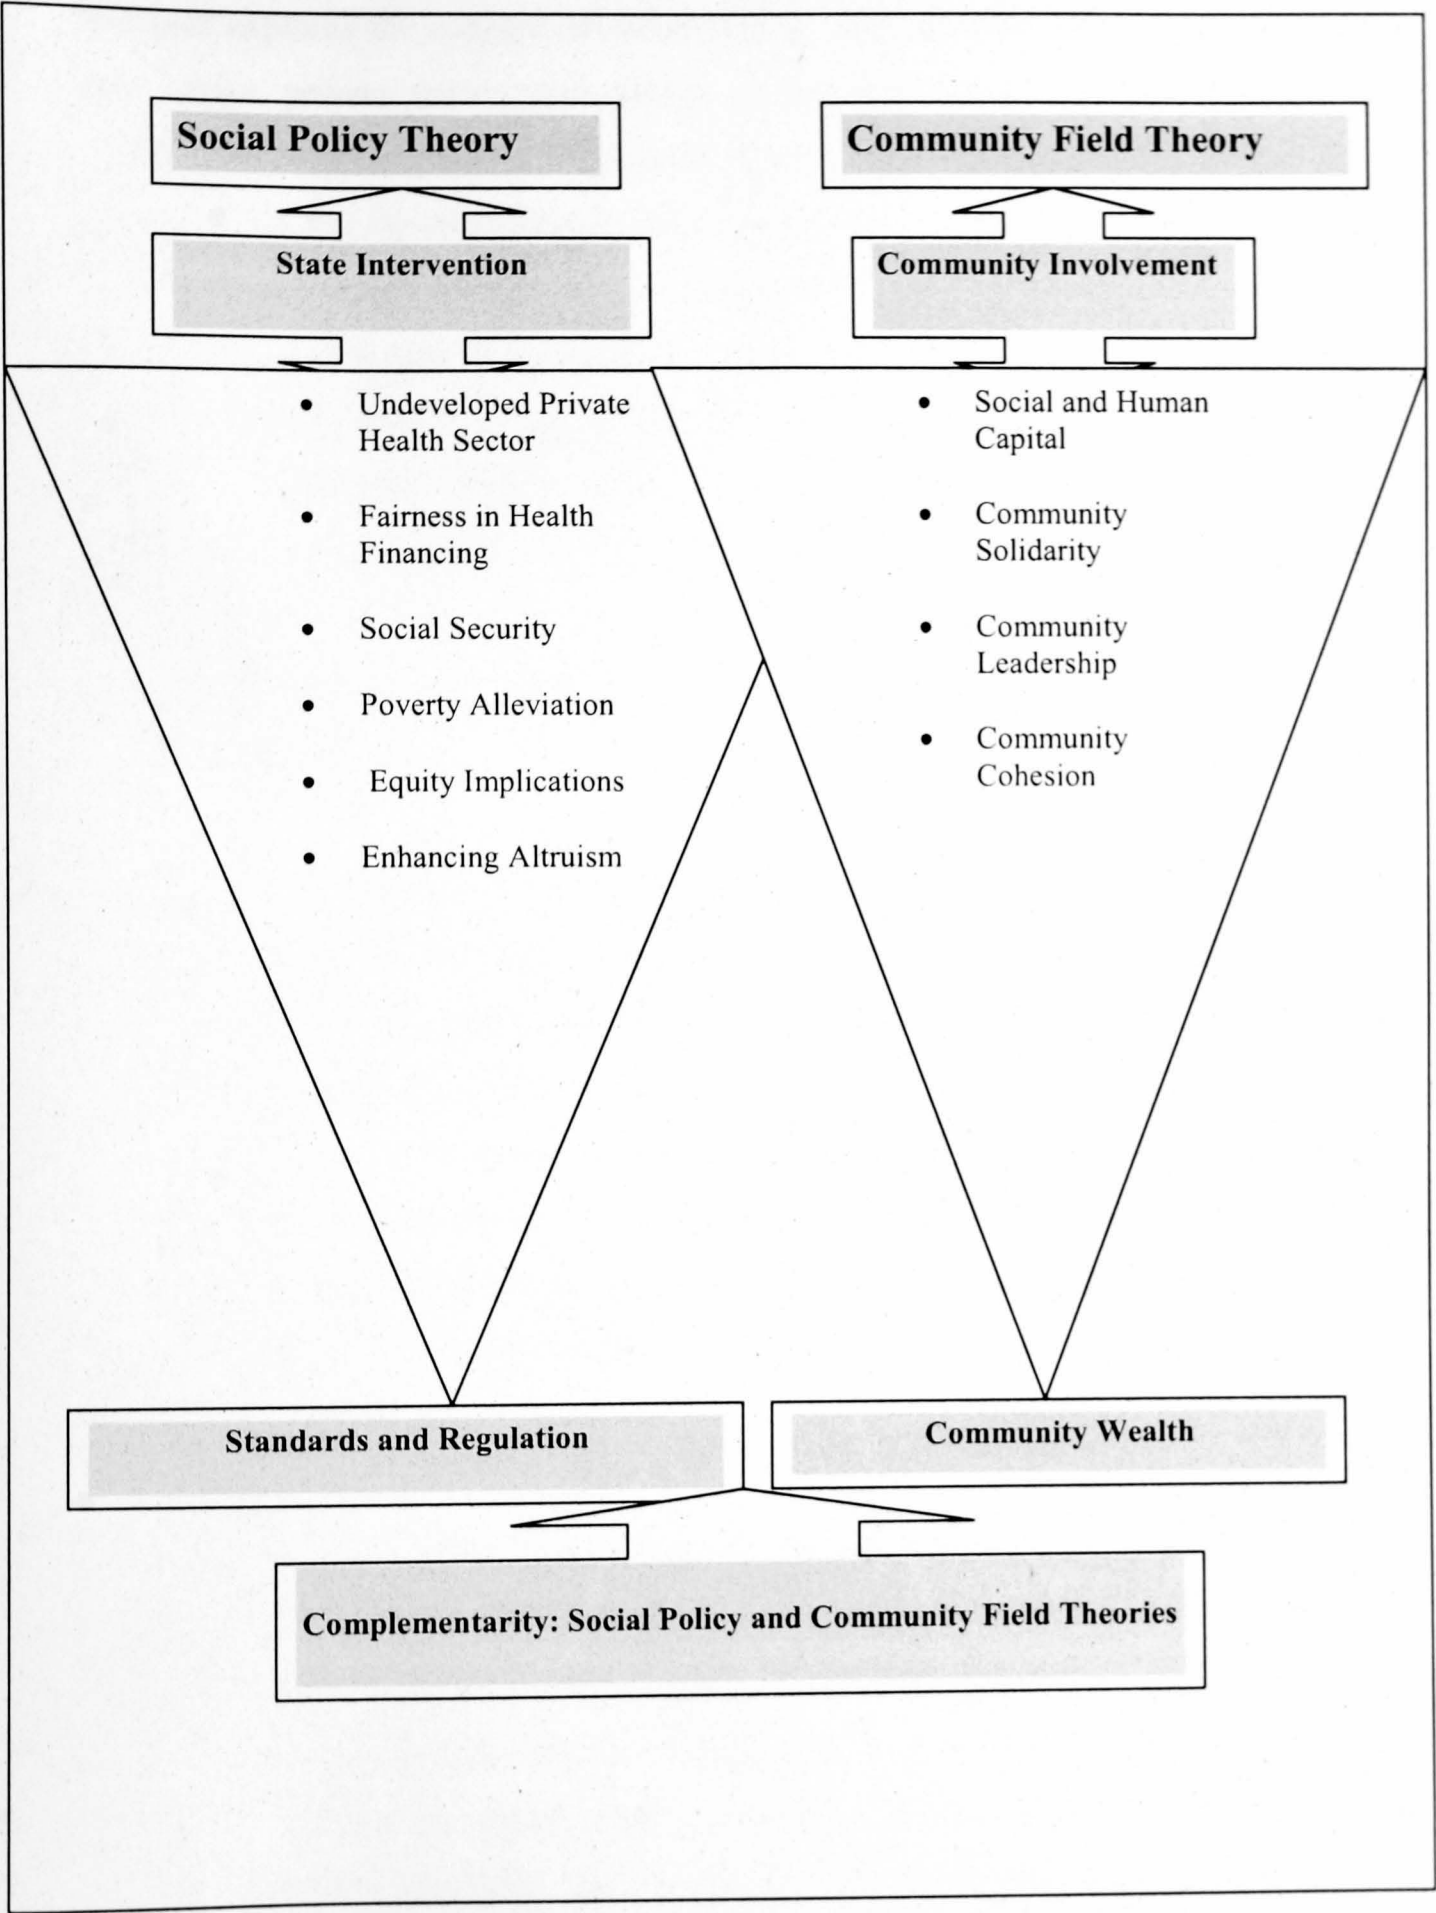 Social Policy Theory
Community Field Theory
State Intervention
Community Involvement
• Undeveloped Private
Health Sector
• Fairness in Health
Financing
• Social Security
• Poverty Alleviation
• Equity Implications
• Enhancing Altruism
• Social and Human
Capital
• Community
Solidarity
• Community
Leadership
• Community
Cohesion
Standards and Regulation
Community Wealth
Complementarity: Social Policy and Community Field Theories